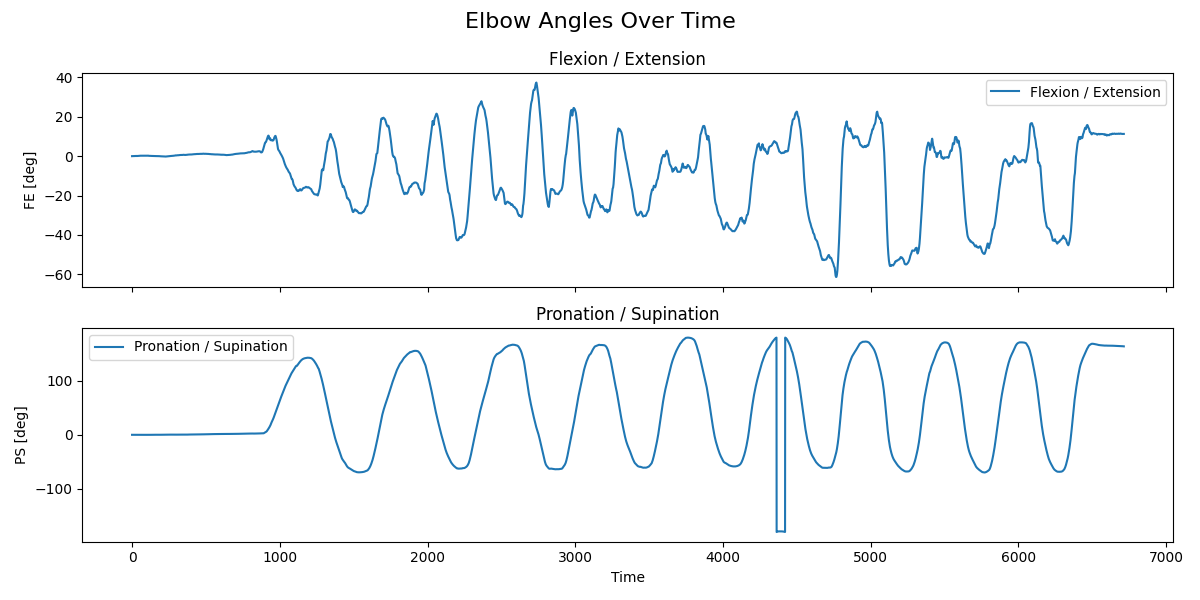 Elbow Angles Over Time
Flexion / Extension
FE [deg]
40
20
0
−20
−40
−60
Flexion / Extension
Pronation / Supination
PS [deg]
100
0
−100
Pronation / Supination
0 1000 2000 3000 4000 5000 6000 7000
Time